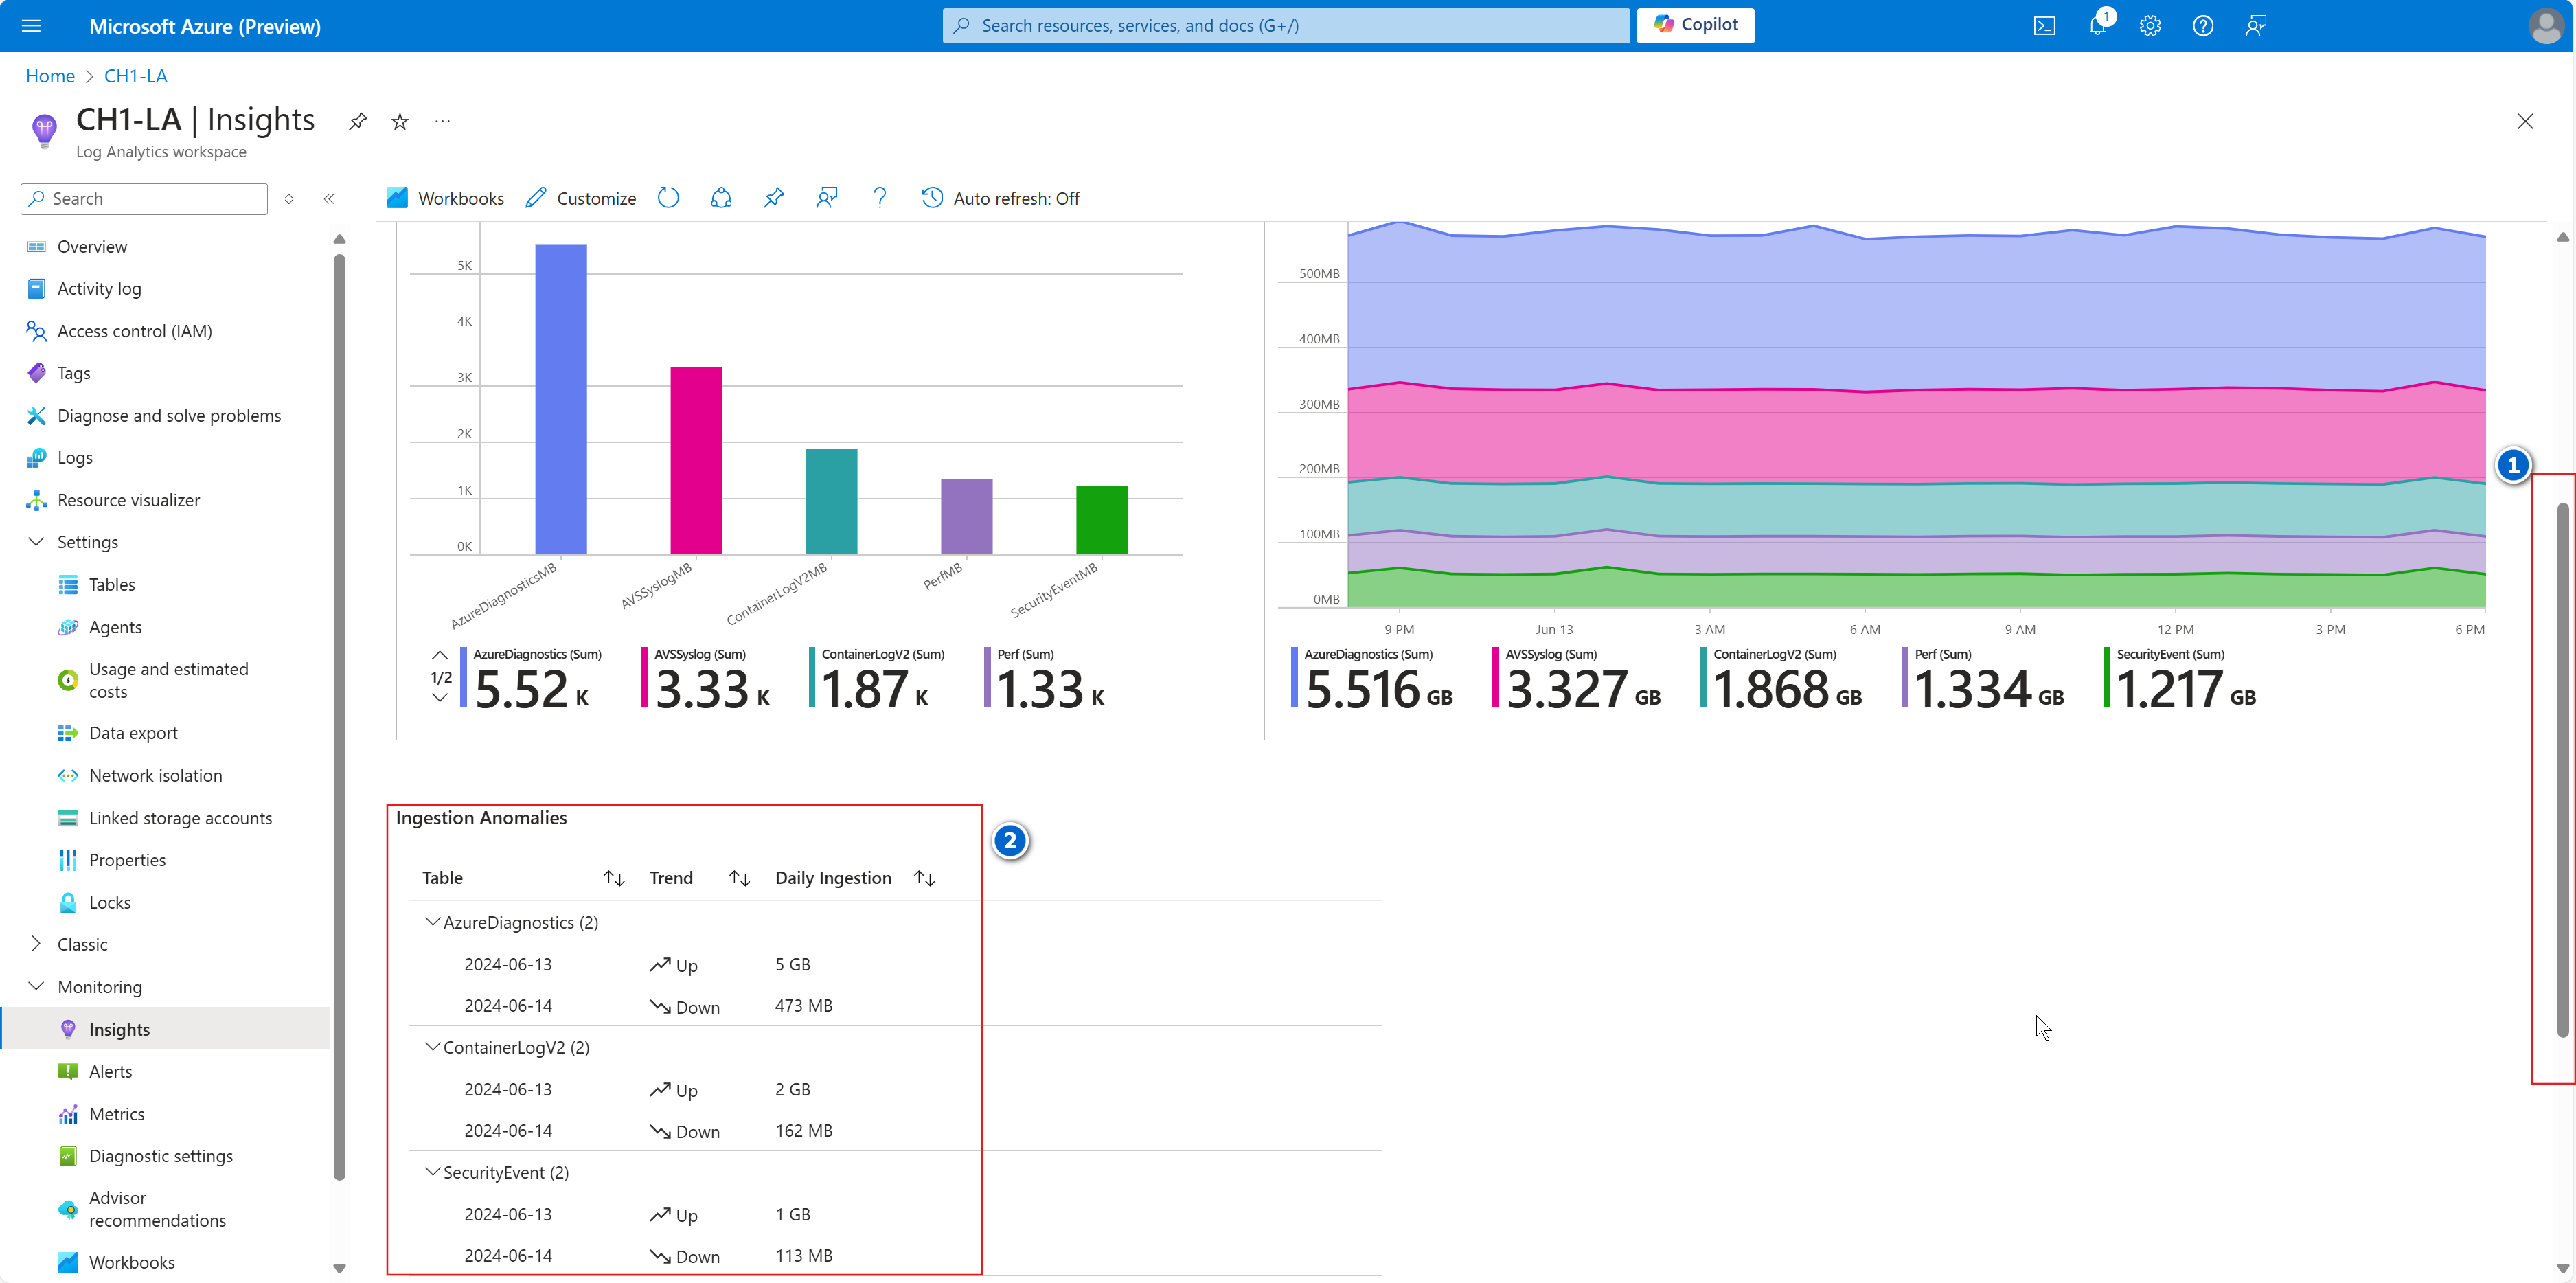 Microsoft Azure (Preview)
Search resources, services, and docs (G+/)
Copilot
1
Home > CH1-LA
CH1-LA | Insights
...
Log Analytics workspace
Search
Workbooks
Customize
Auto refresh: Off
Overview
Activity log
Access control (IAM)
Tags
Diagnose and solve problems
Logs
Resource visualizer
Settings
Tables
Agents
Usage and estimated
costs
Data export
Network isolation
Linked storage accounts
Properties
Locks
Classic
Monitoring
Insights
Alerts
Metrics
Diagnostic settings
Advisor
recommendations
Workbooks
5K
4K
3K
2K
1K
0K
AzureDiagnosticsMB
AVSSyslogMB
ContainerLogV2MB
PerfMB
SecurityEventMB
1/2
AzureDiagnostics (Sum)
5.52 K
AVSSyslog (Sum)
3.33 K
ContainerLogV2 (Sum)
1.87 K
Perf (Sum)
1.33 K
500MB
400MB
300MB
200MB
100MB
0MB
9 PM
Jun 13
3 AM
6 AM
9 AM
12 PM
3 PM
6 PM
AzureDiagnostics (Sum)
5.516 GB
AVSSyslog (Sum)
3.327 GB
ContainerLogV2 (Sum)
1.868 GB
Perf (Sum)
1.334 GB
SecurityEvent (Sum)
1.217 GB
1
Ingestion Anomalies
2
Table Trend Daily Ingestion
AzureDiagnostics (2)
2024-06-13 Up 5 GB
2024-06-14 Down 473 MB
ContainerLogV2 (2)
2024-06-13 Up 2 GB
2024-06-14 Down 162 MB
SecurityEvent (2)
2024-06-13 Up 1 GB
2024-06-14 Down 113 MB